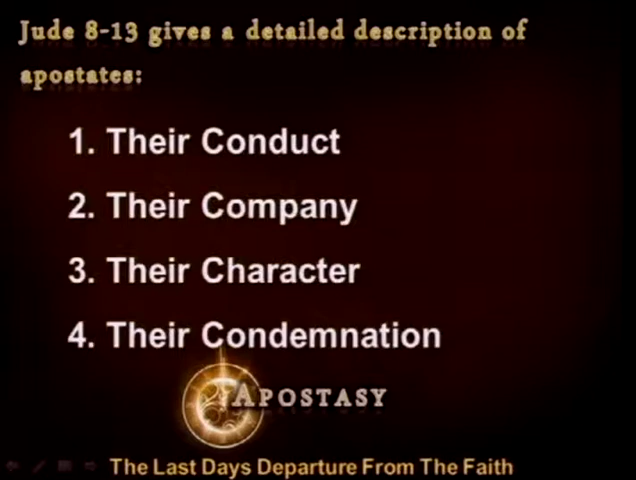 Jude 8-13 gives a detailed description of
apostates:
1. Their Conduct
2. Their Company
3. Their Character
4. Their Condemnation
APOSTASY
The Last Days Departure From The Faith